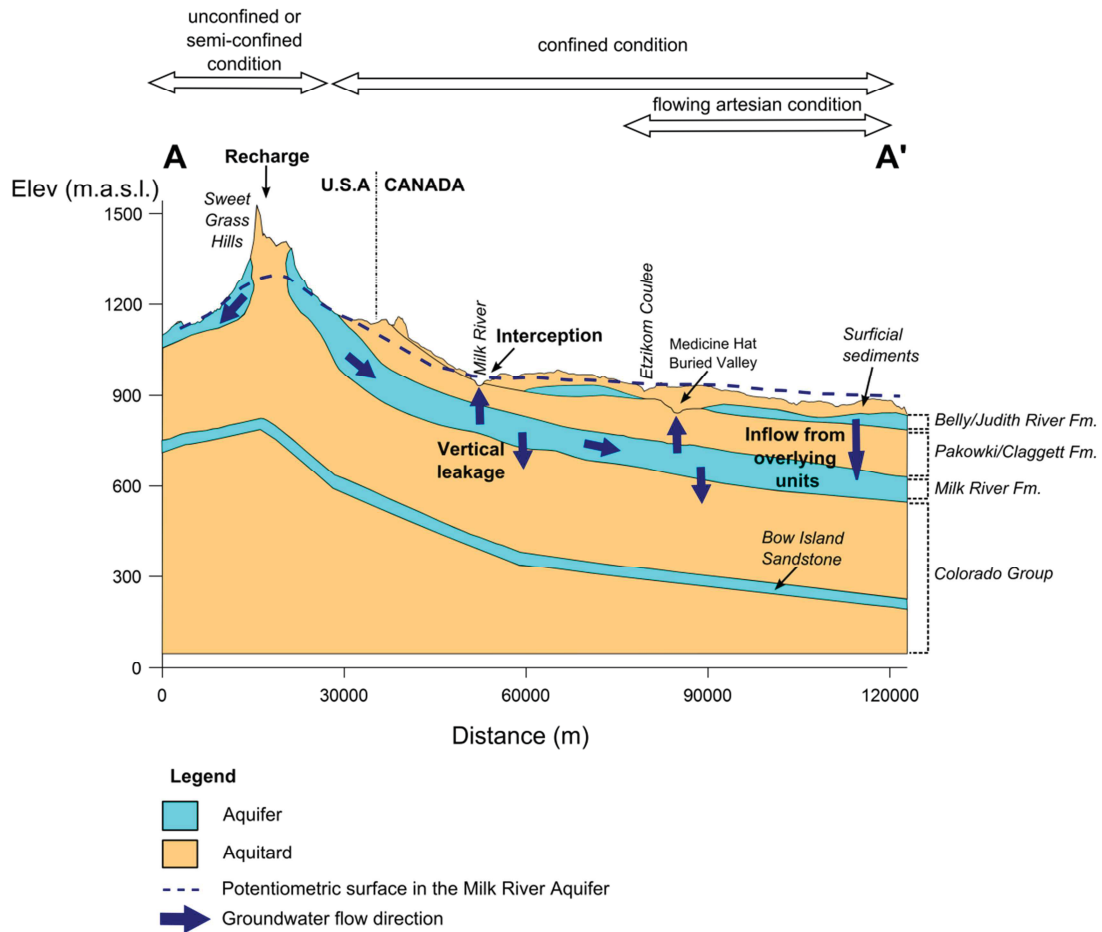 unconfined or
semi-confined
condition
confined condition
flowing artesian condition
A
A'
Recharge
Elev (m.a.s.l.)
U.S.A
CANADA
Sweet
Grass
Hills
1500
1200
900
600
300
0
Milk River
Interception
Etzikom Coulee
Medicine Hat
Buried Valley
Surficial
sediments
Vertical
leakage
Inflow from
overlying
units
Bow Island
Sandstone
Belly/Judith River Fm.
Pakowki/Claggett Fm.
Milk River Fm.
Colorado Group
0
30000
60000
90000
120000
Distance (m)
Legend
Aquifer
Aquitard
Potentiometric surface in the Milk River Aquifer
Groundwater flow direction